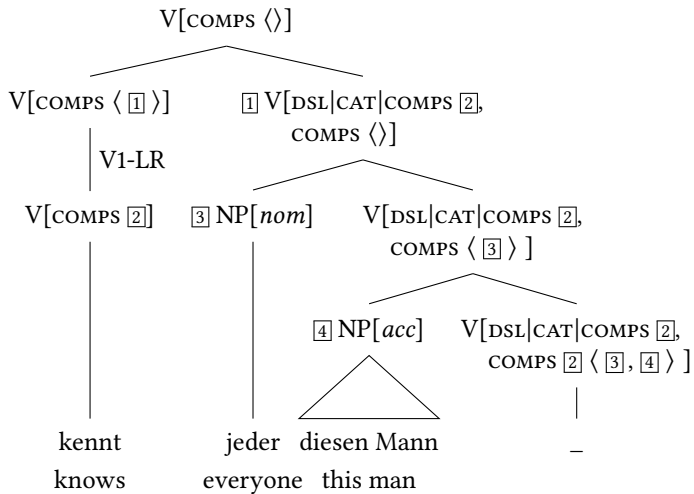 V[COMPS ⟨⟩]
V[COMPS ⟨ 1 ⟩] 1 V[DSL|CAT|COMPS 2,
COMPS ⟨⟩]
V1-LR
V[COMPS 2] 3 NP[nom] V[DSL|CAT|COMPS 2,
COMPS ⟨ 3 ⟩ ]
4 NP[acc] V[DSL|CAT|COMPS 2,
COMPS 2 ⟨ 3 , 4 ⟩ ]
kennt jeder diesen Mann _
knows everyone this man